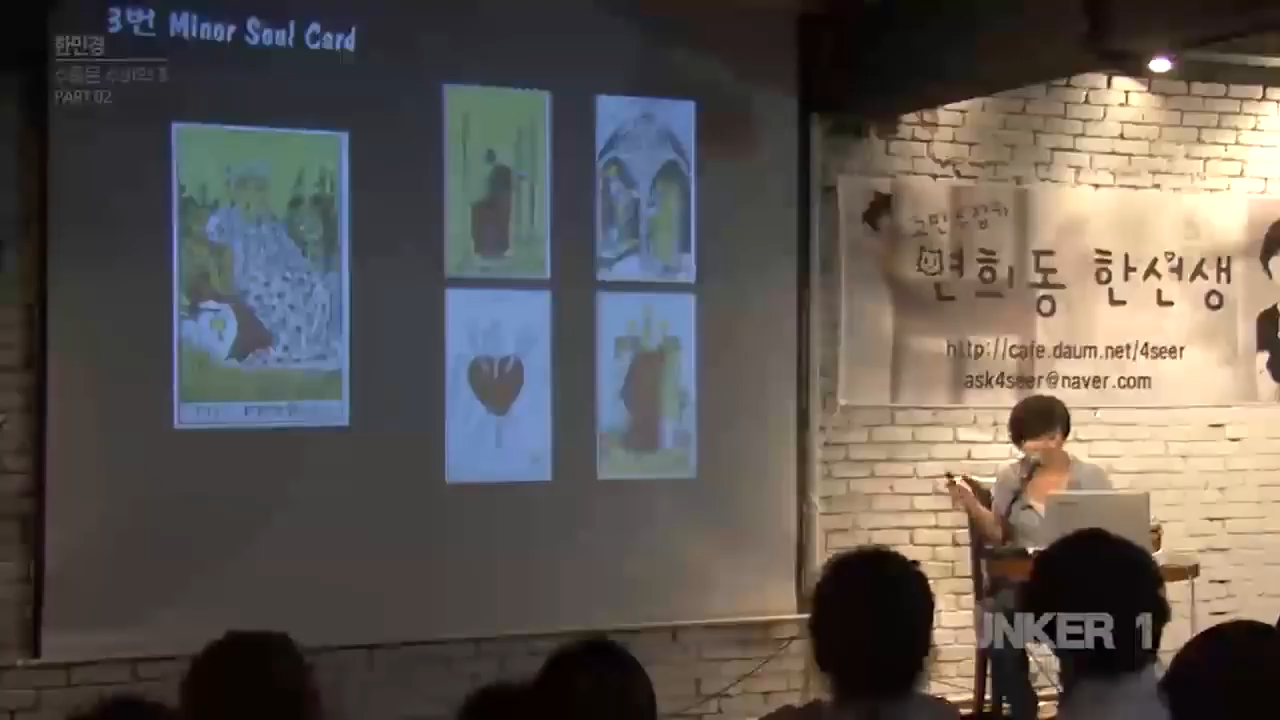 3번 Minor Soul Card
한민경
PART 02
연희동 한선생
http://cafe.daum.net/4seer
ask4seer@naver.com
UNKER 1